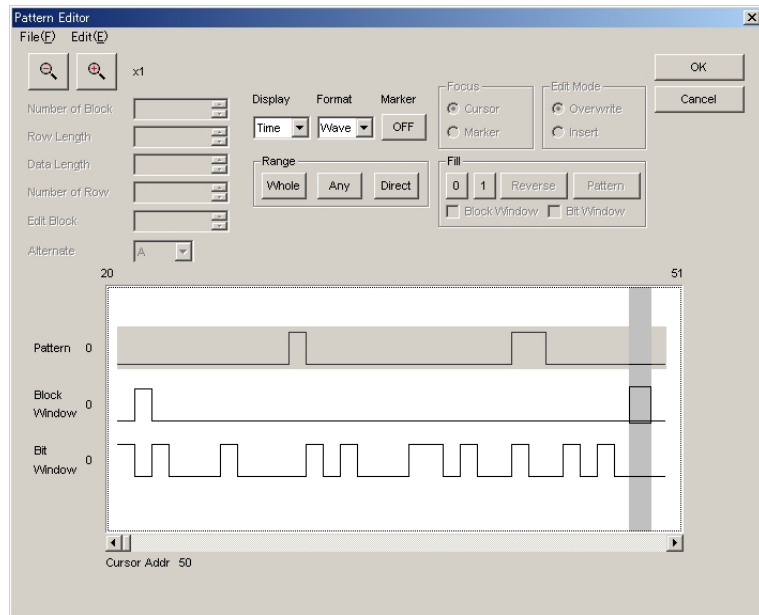 Pattern Editor
File(F) Edit(E)
x1
OK
Cancel
Number of Block
Row Length
Data Length
Number of Row
Edit Block
Alternate A
Display Format Marker
Time Wave OFF
Focus
Cursor
Marker
Edit Mode
Overwrite
Insert
Range
Whole Any Direct
Fill
0 1 Reverse Pattern
Block Window Bit Window
20 51
Pattern 0
Block
Window 0
Bit
Window 0
Cursor Addr 50